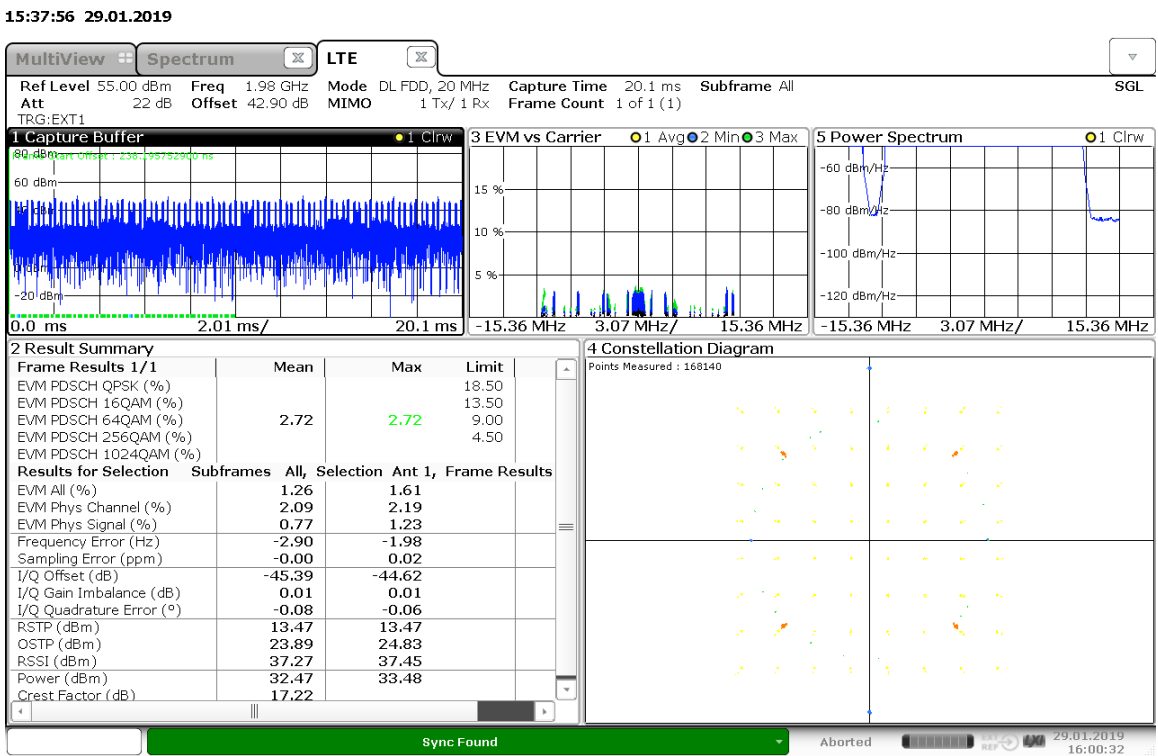 15:37:56 29.01.2019
MultiView Spectrum LTE
Ref Level 55.00 dBm Freq 1.98 GHz Mode DL FDD, 20 MHz Capture Time 20.1 ms Subframe All SGL
Att 22 dB Offset 42.90 dB MIMO 1 Tx/ 1 Rx Frame Count 1 of 1 (1)
TRG:EXT1
1 Capture Buffer 1 Clrw
80 dBm
60 dBm
-20 dBm
0.0 ms 2.01 ms/ 20.1 ms
3 EVM vs Carrier 1 Avg 2 Min 3 Max
15 %
10 %
5 %
-15.36 MHz 3.07 MHz/ 15.36 MHz
5 Power Spectrum 1 Clrw
-60 dBm/Hz
-80 dBm/Hz
-100 dBm/Hz
-120 dBm/Hz
-15.36 MHz 3.07 MHz/ 15.36 MHz
2 Result Summary
Frame Results 1/1 Mean Max Limit
EVM PDSCH QPSK (%) 18.50
EVM PDSCH 16QAM (%) 13.50
EVM PDSCH 64QAM (%) 2.72 2.72 9.00
EVM PDSCH 256QAM (%) 4.50
EVM PDSCH 1024QAM (%)
Results for Selection Subframes All, Selection Ant 1, Frame Results
EVM All (%) 1.26 1.61
EVM Phys Channel (%) 2.09 2.19
EVM Phys Signal (%) 0.77 1.23
Frequency Error (Hz) -2.90 -1.98
Sampling Error (ppm) -0.00 0.02
I/Q Offset (dB) -45.39 -44.62
I/Q Gain Imbalance (dB) 0.01 0.01
I/Q Quadrature Error (°) -0.08 -0.06
RSTP (dBm) 13.47 13.47
OSTP (dBm) 23.89 24.83
RSSI (dBm) 37.27 37.45
Power (dBm) 32.47 33.48
Crest Factor (dB) 17.22
4 Constellation Diagram
Points Measured : 168140
Sync Found
Aborted
EXT
REF
29.01.2019
16:00:32